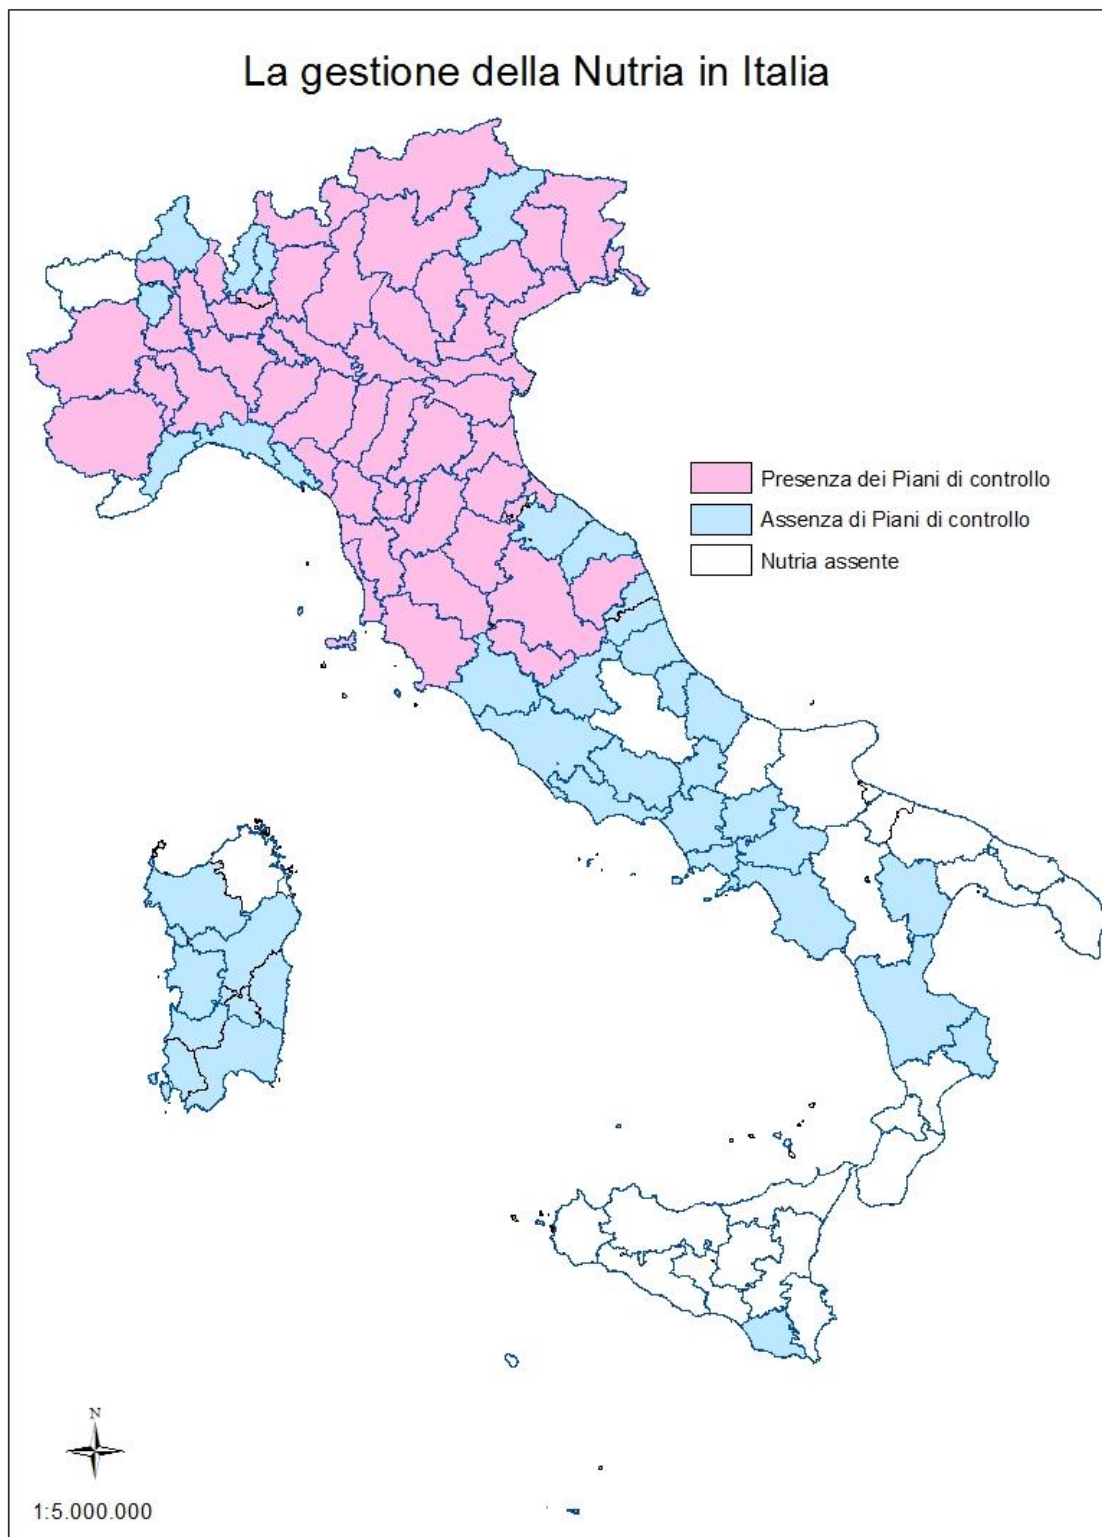 La gestione della Nutria in Italia
Presenza dei Piani di controllo
Assenza di Piani di controllo
Nutria assente
N
1:5.000.000